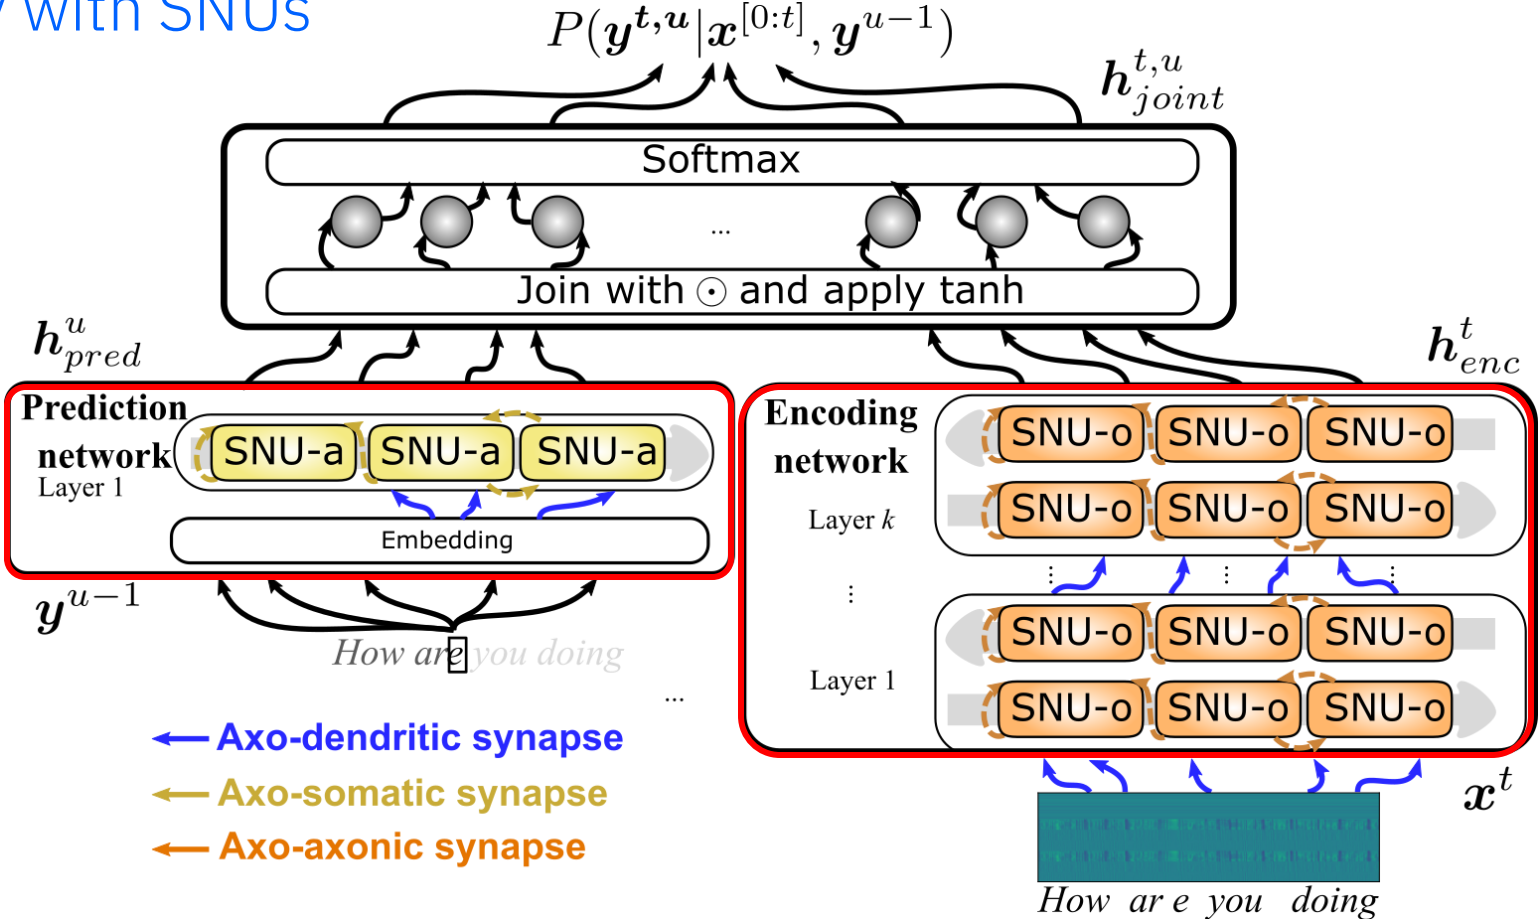 with SNUs
P(y^{t,u}|x^{[0:t]}, y^{u-1})
h^{t,u}_{joint}
Softmax
...
Join with ⊙ and apply tanh
h^u_{pred}
h^t_{enc}
Prediction
network
Layer 1
SNU-a SNU-a SNU-a
Embedding
y^{u-1}
How are you doing
...
Encoding
network
SNU-o SNU-o SNU-o
Layer k
SNU-o SNU-o SNU-o
⋮ ⋮ ⋮
⋮
SNU-o SNU-o SNU-o
Layer 1
SNU-o SNU-o SNU-o
x^t
How ar e you doing
Axo-dendritic synapse
Axo-somatic synapse
Axo-axonic synapse